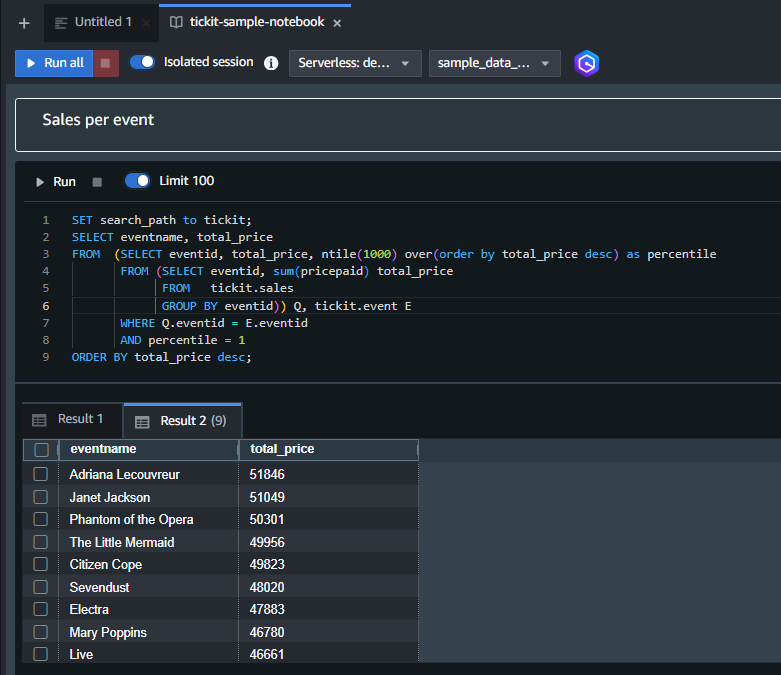 + Untitled 1 × tickit-sample-notebook ×
Run all Isolated session i Serverless: de... sample_data_...
Sales per event
Run Limit 100
1 SET search_path to tickit;
2 SELECT eventname, total_price
3 FROM (SELECT eventid, total_price, ntile(1000) over(order by total_price desc) as percentile
4 FROM (SELECT eventid, sum(pricepaid) total_price
5 FROM tickit.sales
6 GROUP BY eventid)) Q, tickit.event E
7 WHERE Q.eventid = E.eventid
8 AND percentile = 1
9 ORDER BY total_price desc;
Result 1 Result 2 (9)
eventname total_price
Adriana Lecouvreur 51846
Janet Jackson 51049
Phantom of the Opera 50301
The Little Mermaid 49956
Citizen Cope 49823
Sevendust 48020
Electra 47883
Mary Poppins 46780
Live 46661